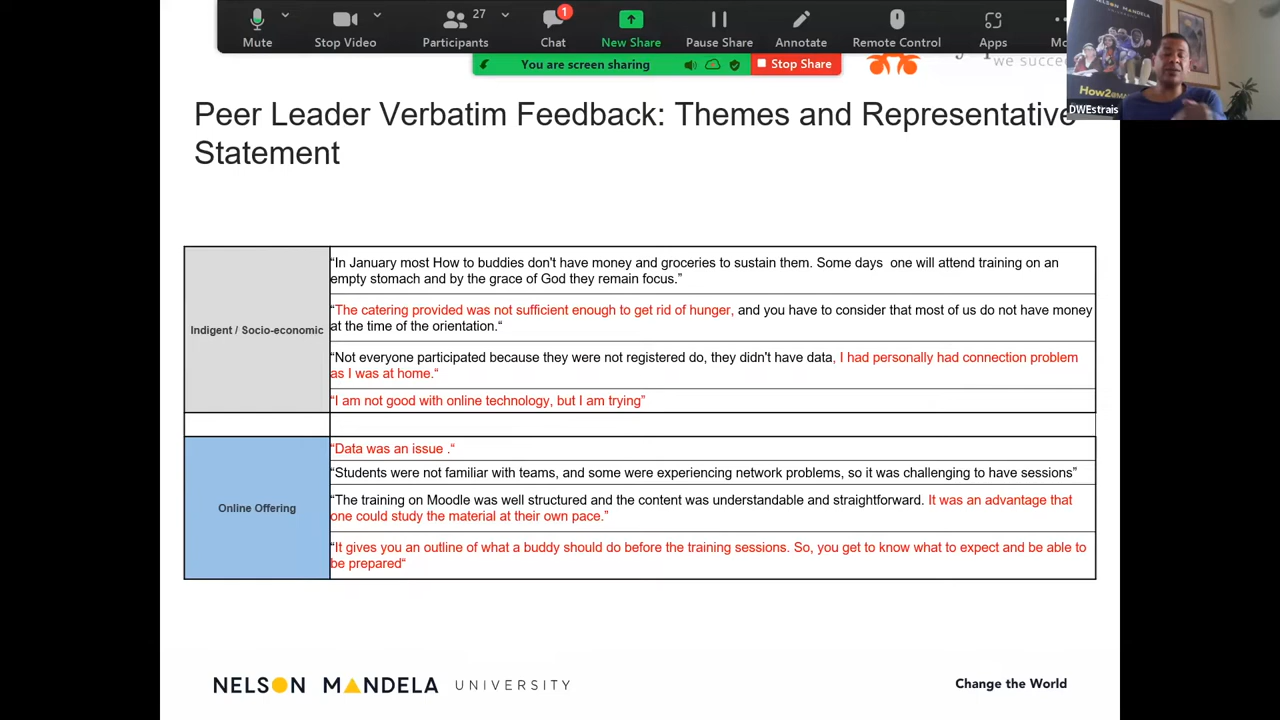 27
1
Mute
Stop Video
Participants
Chat
New Share
Pause Share
Annotate
Remote Control
Apps
You are screen sharing
Stop Share
we succe
NELSON MANDELA
How2@
DWEstrais
Peer Leader Verbatim Feedback: Themes and Representative
Statement
Indigent / Socio-economic
“In January most How to buddies don't have money and groceries to sustain them. Some days one will attend training on an
empty stomach and by the grace of God they remain focus.”
“The catering provided was not sufficient enough to get rid of hunger, and you have to consider that most of us do not have money
at the time of the orientation.“
“Not everyone participated because they were not registered do, they didn't have data, I had personally had connection problem
as I was at home.“
“I am not good with online technology, but I am trying”
Online Offering
“Data was an issue .“
“Students were not familiar with teams, and some were experiencing network problems, so it was challenging to have sessions”
“The training on Moodle was well structured and the content was understandable and straightforward. It was an advantage that
one could study the material at their own pace.”
“It gives you an outline of what a buddy should do before the training sessions. So, you get to know what to expect and be able to
be prepared“
NELSON MANDELA UNIVERSITY
Change the World